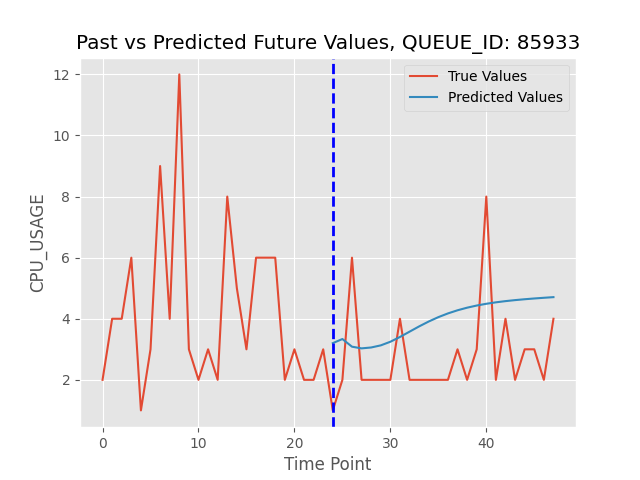 Past vs Predicted Future Values, QUEUE_ID: 85933
True Values
Predicted Values
12
10
8
6
4
2
CPU_USAGE
0 10 20 30 40
Time Point